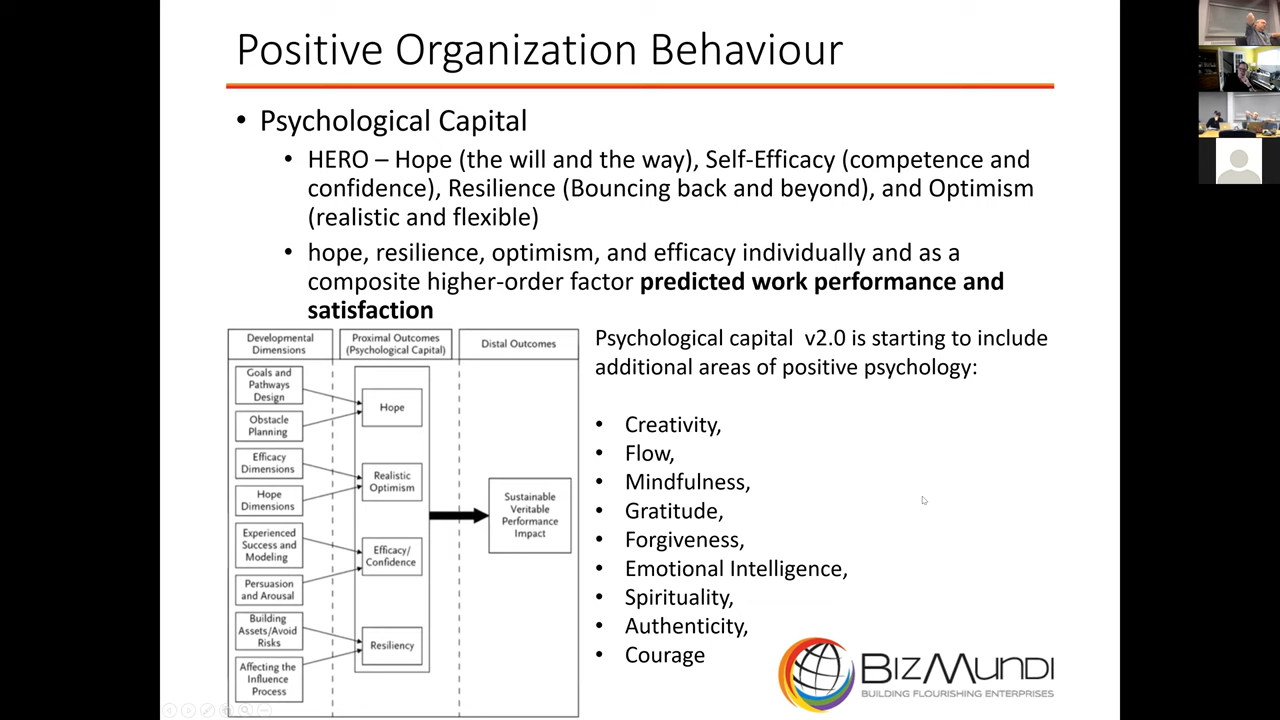 Positive Organization Behaviour
• Psychological Capital
• HERO – Hope (the will and the way), Self-Efficacy (competence and
confidence), Resilience (Bouncing back and beyond), and Optimism
(realistic and flexible)
• hope, resilience, optimism, and efficacy individually and as a
composite higher-order factor predicted work performance and
satisfaction
Developmental
Dimensions
Proximal Outcomes
(Psychological Capital)
Distal Outcomes
Goals and
Pathways
Design
Obstacle
Planning
Efficacy
Dimensions
Hope
Dimensions
Experienced
Success and
Modeling
Persuasion
and Arousal
Building
Assets/Avoid
Risks
Affecting the
Influence
Process
Hope
Realistic
Optimism
Efficacy/
Confidence
Resiliency
Sustainable
Veritable
Performance
Impact
Psychological capital v2.0 is starting to include
additional areas of positive psychology:
• Creativity,
• Flow,
• Mindfulness,
• Gratitude,
• Forgiveness,
• Emotional Intelligence,
• Spirituality,
• Authenticity,
• Courage
BIZMUNDI
BUILDING FLOURISHING ENTERPRISES